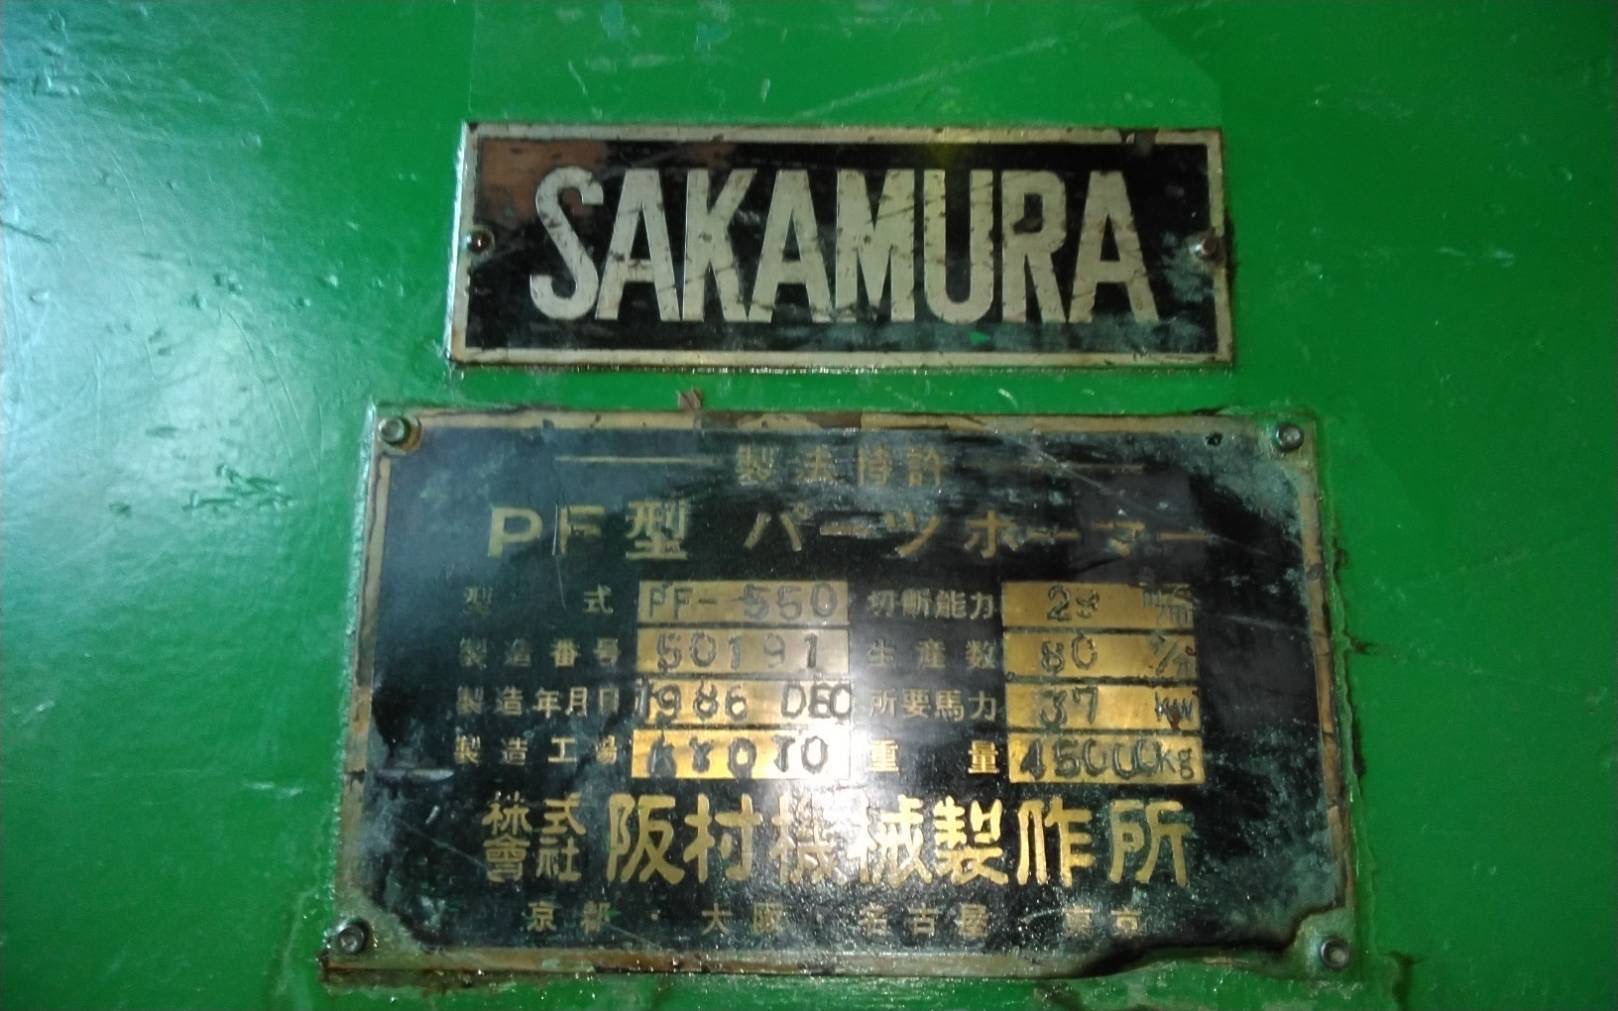 SAKAMURA
製法特許
PF型 パーツホーマー
型式 PF-550 切断能力 mm
製造番号 50191 生産数 80 ヶ/分
製造年月日 1986 DEC 所要馬力 37 KW
製造工場 KYOTO 重量 45000kg
株式會社 阪村機械製作所
京都・大阪・名古屋・東京